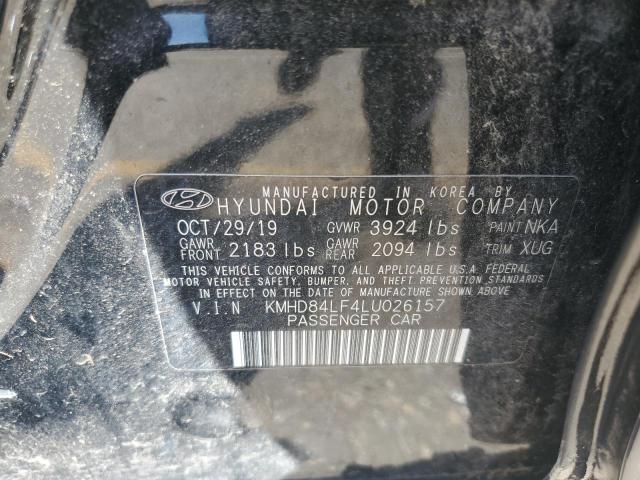 MANUFACTURED IN KOREA BY
HYUNDAI MOTOR COMPANY
OCT/29/19 GVWR 3924 lbs PAINT NKA
GAWR FRONT 2183 lbs GAWR REAR 2094 lbs TRIM XUG
THIS VEHICLE CONFORMS TO ALL APPLICABLE U.S.A FEDERAL
MOTOR VEHICLE SAFETY, BUMPER, AND THEFT PREVENTION STANDARDS
IN EFFECT ON THE DATE OF MANUFACTURE SHOWN ABOVE.
V.I.N KMHD84LF4LU026157
PASSENGER CAR